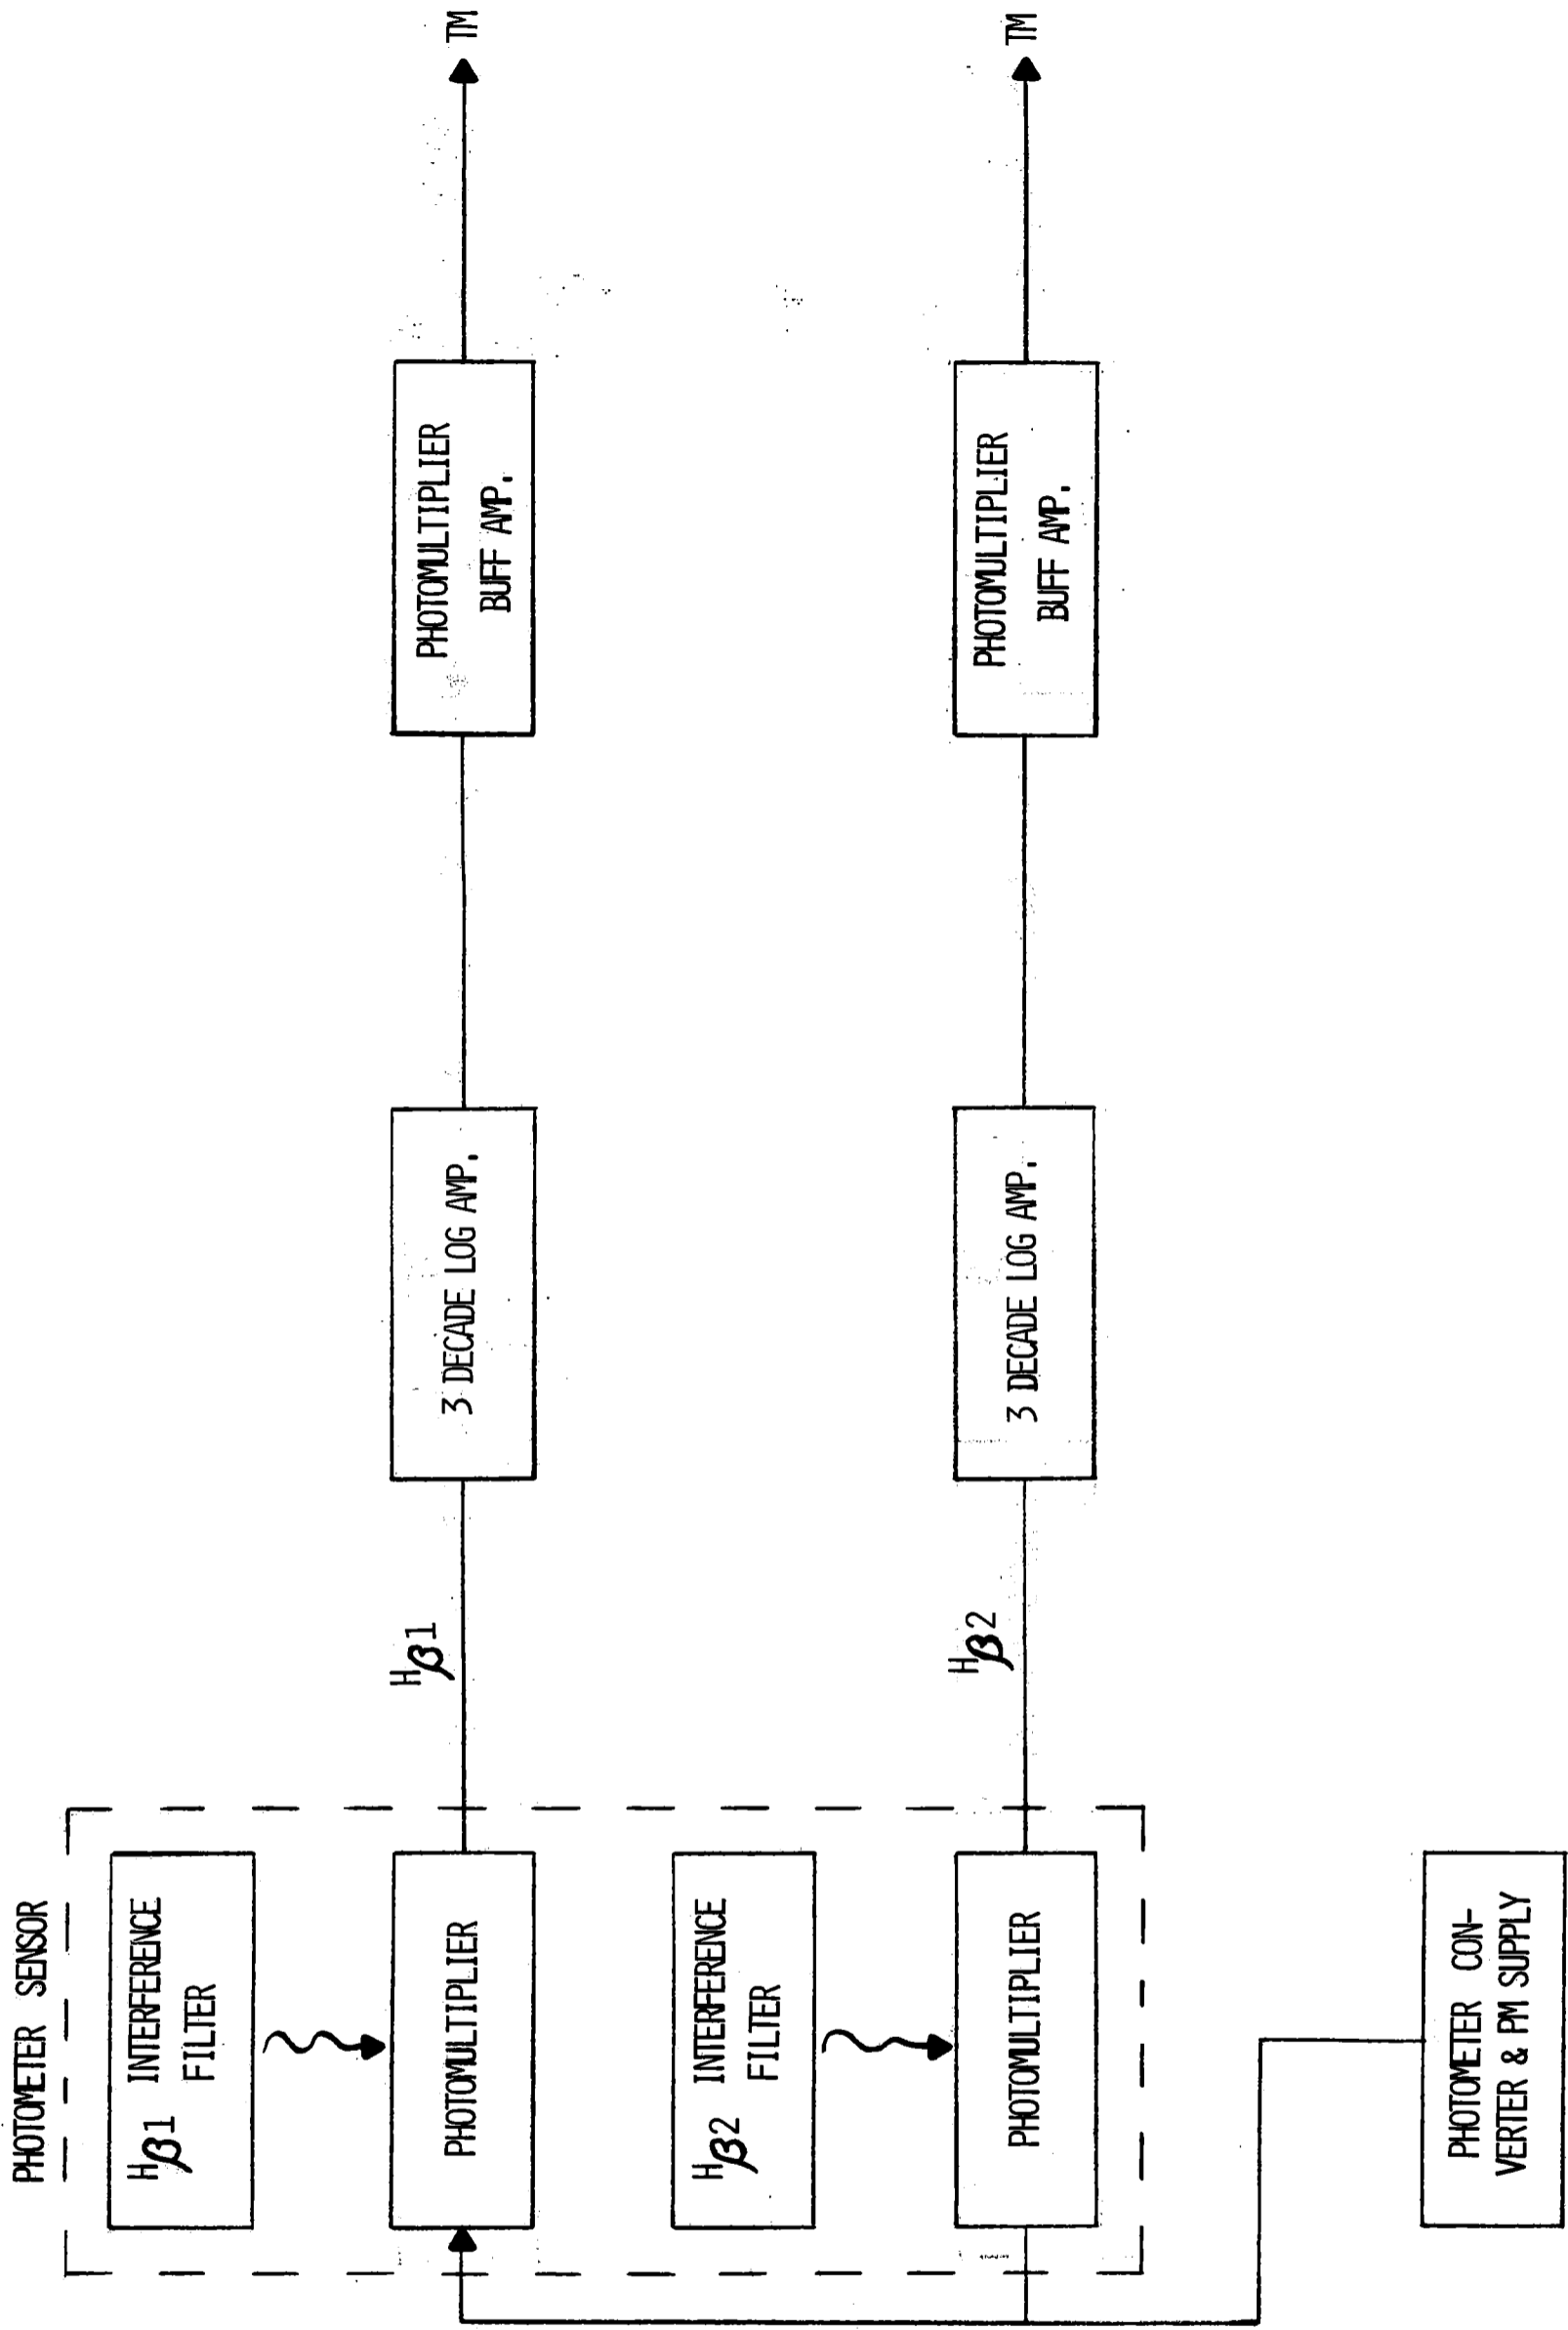 PHOTOMETER SENSOR
Hβ1 INTERFERENCE
FILTER
PHOTOMULTIPLIER
Hβ1
3 DECADE LOG AMP.
PHOTOMULTIPLIER
BUFF AMP.
TM
Hβ2 INTERFERENCE
FILTER
PHOTOMULTIPLIER
Hβ2
3 DECADE LOG AMP.
PHOTOMULTIPLIER
BUFF AMP.
TM
PHOTOMETER CON-
VERTER & PM SUPPLY